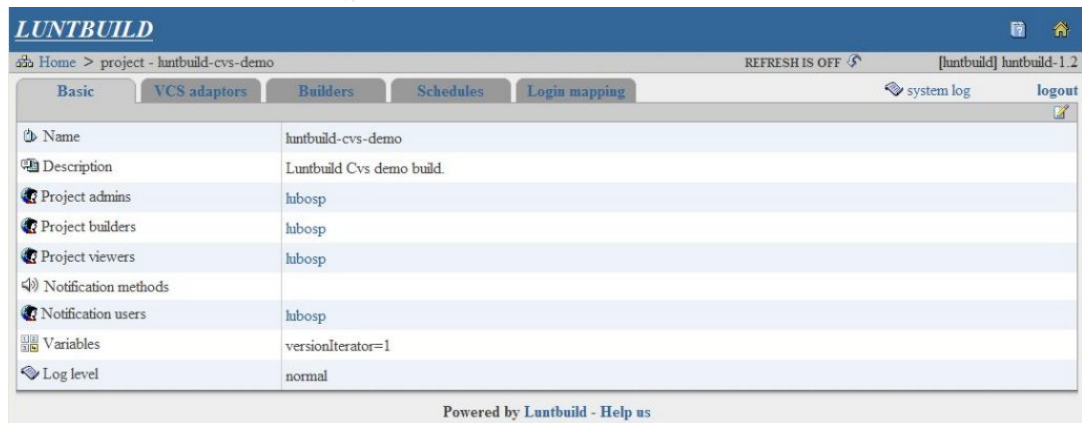 LUNTBUILD
Home > project - luntbuild-cvs-demo REFRESH IS OFF [luntbuild] luntbuild-1.2
Basic VCS adaptors Builders Schedules Login mapping system log logout
Name luntbuild-cvs-demo
Description Luntbuild Cvs demo build.
Project admins lubosp
Project builders lubosp
Project viewers lubosp
Notification methods
Notification users lubosp
Variables versionIterator=1
Log level normal
Powered by Luntbuild - Help us